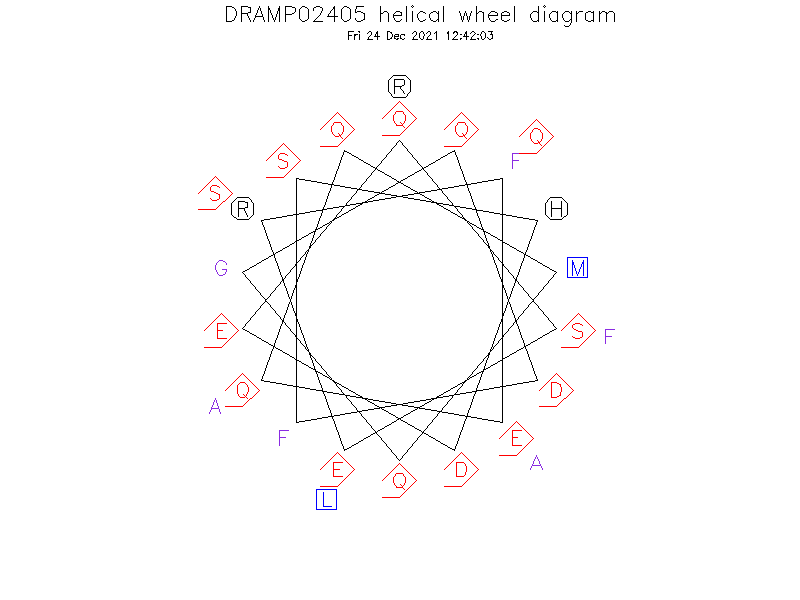 DRAMP02405 helical wheel diagram
Fri 24 Dec 2021 12:42:03
R
Q
Q
Q
Q
S
F
S
R
H
G
M
E
S
F
Q
D
A
F
E
A
E
Q
D
L